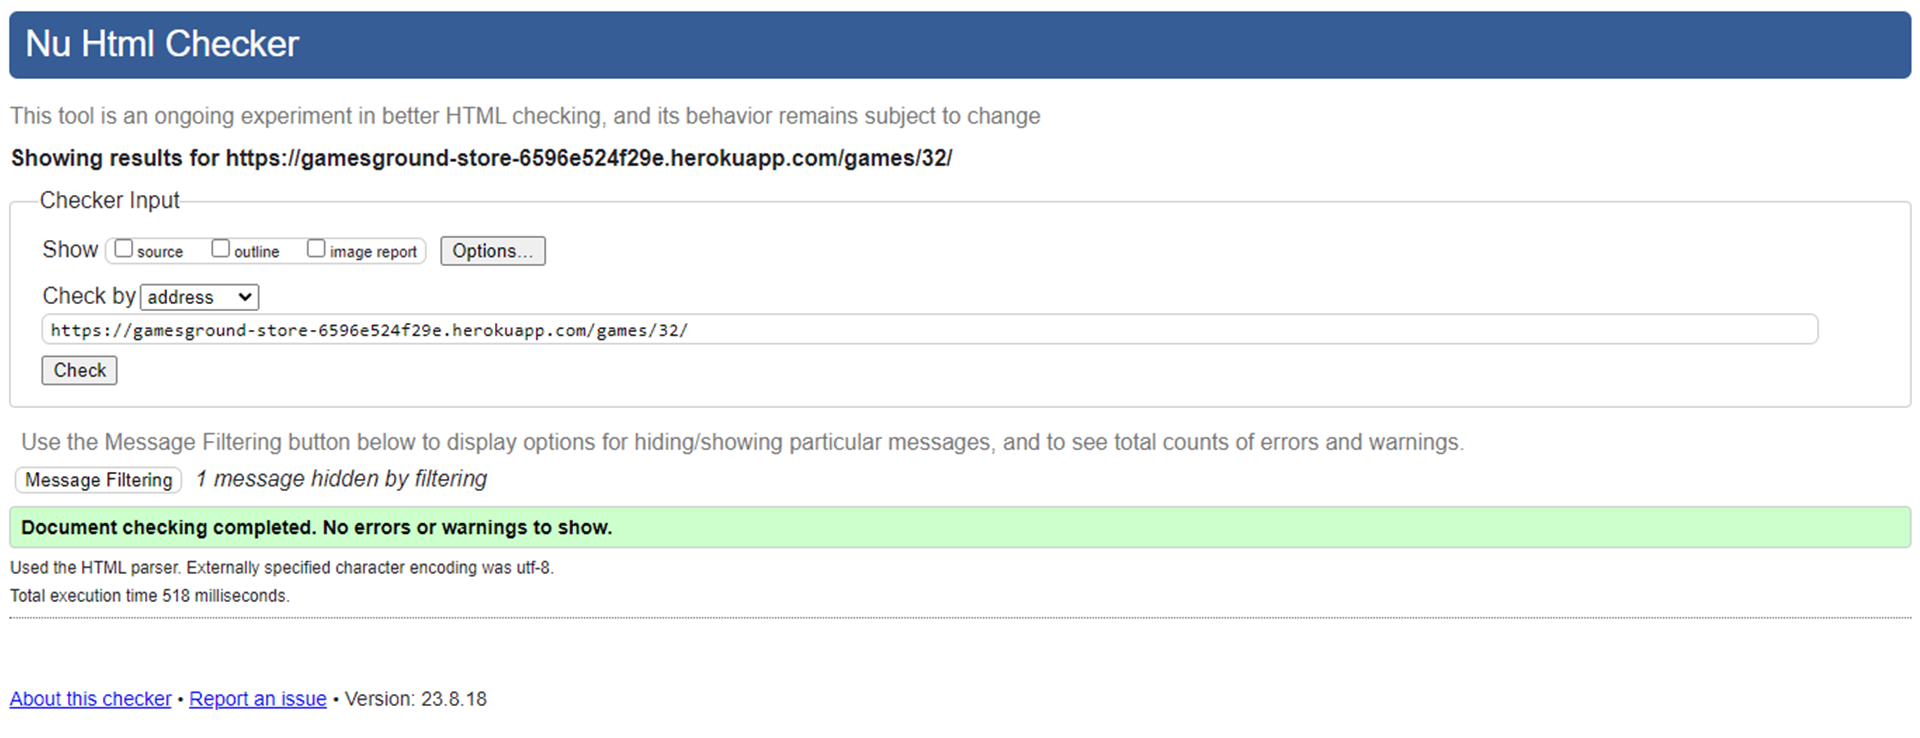 Nu Html Checker
This tool is an ongoing experiment in better HTML checking, and its behavior remains subject to change
Showing results for https://gamesground-store-6596e524f29e.herokuapp.com/games/32/
Checker Input
Show source outline image report Options...
Check by address
https://gamesground-store-6596e524f29e.herokuapp.com/games/32/
Check
Use the Message Filtering button below to display options for hiding/showing particular messages, and to see total counts of errors and warnings.
Message Filtering 1 message hidden by filtering
Document checking completed. No errors or warnings to show.
Used the HTML parser. Externally specified character encoding was utf-8.
Total execution time 518 milliseconds.
About this checker • Report an issue • Version: 23.8.18